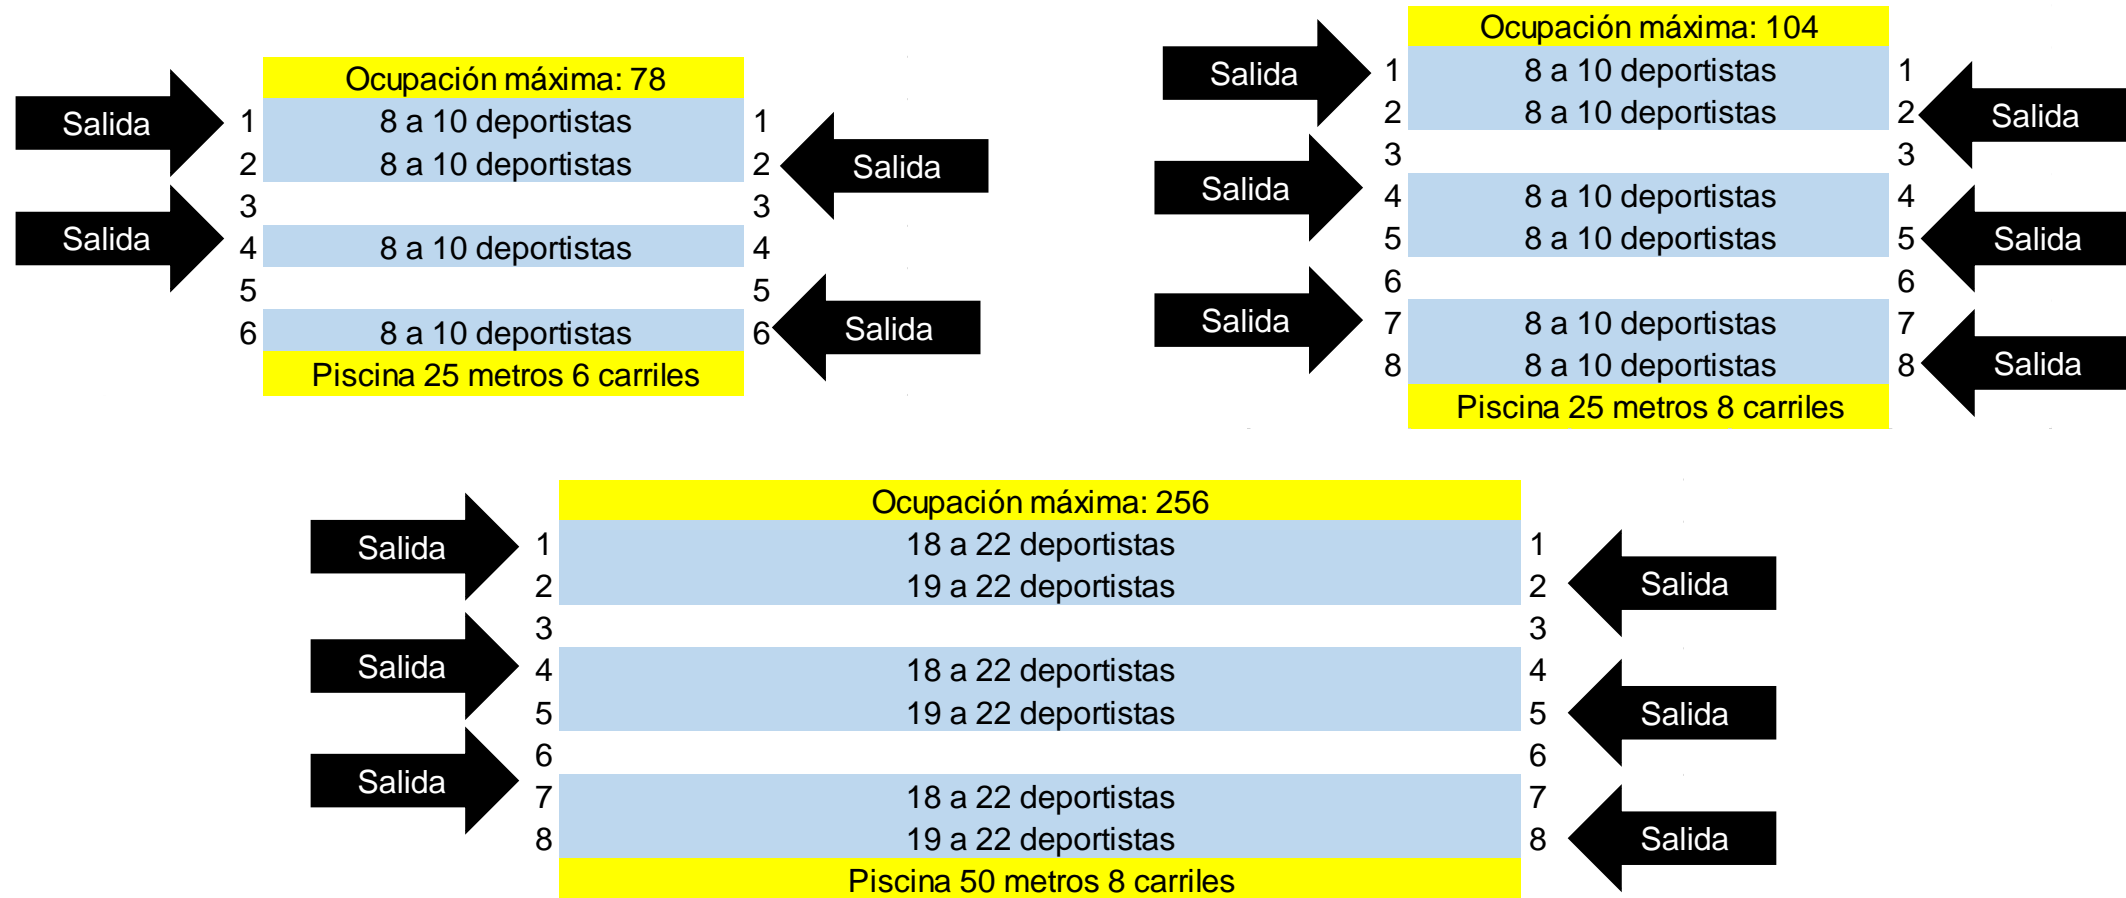 Ocupación máxima: 78
Salida 1 8 a 10 deportistas 1
2 8 a 10 deportistas 2 Salida
3 3
Salida 4 8 a 10 deportistas 4
5 5
6 8 a 10 deportistas 6 Salida
Piscina 25 metros 6 carriles
Ocupación máxima: 104
Salida 1 8 a 10 deportistas 1
2 8 a 10 deportistas 2 Salida
3 3
Salida 4 8 a 10 deportistas 4
5 8 a 10 deportistas 5 Salida
6 6
Salida 7 8 a 10 deportistas 7
8 8 a 10 deportistas 8 Salida
Piscina 25 metros 8 carriles
Ocupación máxima: 256
Salida 1 18 a 22 deportistas 1
2 19 a 22 deportistas 2 Salida
3 3
Salida 4 18 a 22 deportistas 4
5 19 a 22 deportistas 5 Salida
6 6
Salida 7 18 a 22 deportistas 7
8 19 a 22 deportistas 8 Salida
Piscina 50 metros 8 carriles